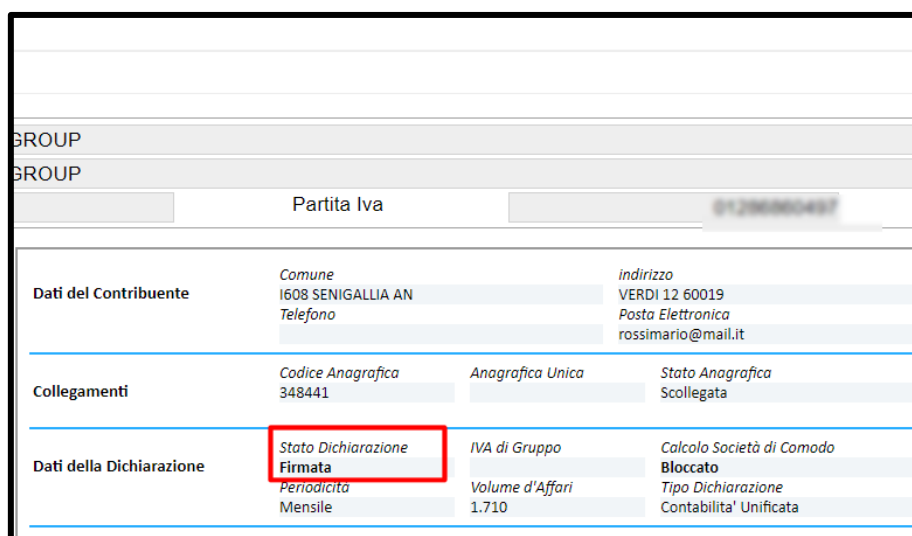 GROUP
GROUP
Partita Iva
Dati del Contribuente
Comune
indirizzo
I608 SENIGALLIA AN
VERDI 12 60019
Telefono
Posta Elettronica
rossimario@mail.it
Collegamenti
Codice Anagrafica
Anagrafica Unica
Stato Anagrafica
348441
Scollegata
Dati della Dichiarazione
Stato Dichiarazione
IVA di Gruppo
Calcolo Società di Comodo
Firmata
Bloccato
Periodicità
Volume d'Affari
Tipo Dichiarazione
Mensile
1.710
Contabilita' Unificata